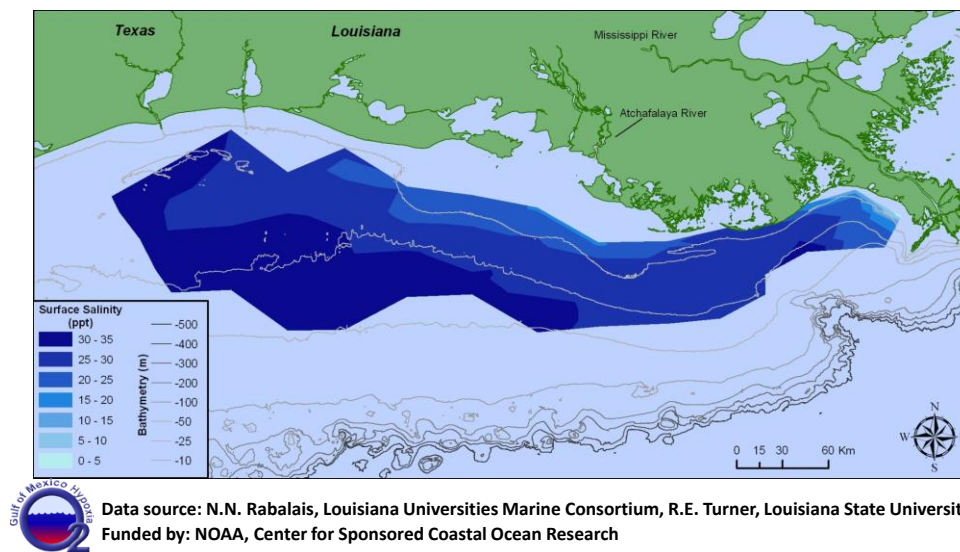 Texas
Louisiana
Mississippi River
Atchafalaya River
Surface Salinity
(ppt)
30 - 35
25 - 30
20 - 25
15 - 20
10 - 15
5 - 10
0 - 5
Bathymetry (m)
-500
-400
-300
-200
-100
-50
-25
-10
N
W
S
0 15 30 60 Km
Gulf of Mexico Hypoxia
O2
Data source: N.N. Rabalais, Louisiana Universities Marine Consortium, R.E. Turner, Louisiana State Universit
Funded by: NOAA, Center for Sponsored Coastal Ocean Research